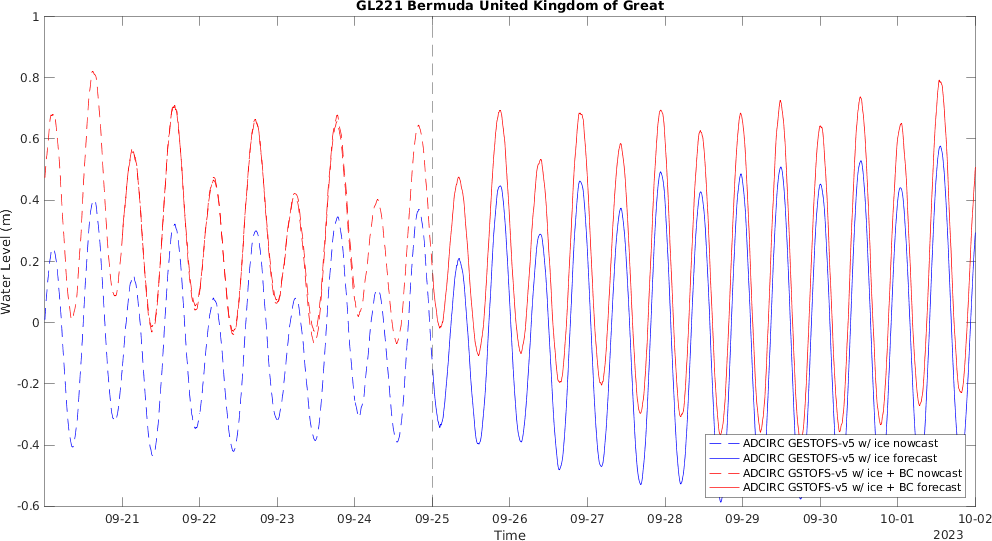 GL221 Bermuda United Kingdom of Great
Water Level (m)
1
0.8
0.6
0.4
0.2
0
-0.2
-0.4
-0.6
ADCIRC GESTOFS-v5 w/ ice nowcast
ADCIRC GESTOFS-v5 w/ ice forecast
ADCIRC GSTOFS-v5 w/ ice + BC nowcast
ADCIRC GSTOFS-v5 w/ ice + BC forecast
09-21 09-22 09-23 09-24 09-25 09-26 09-27 09-28 09-29 09-30 10-01 10-02
Time
2023